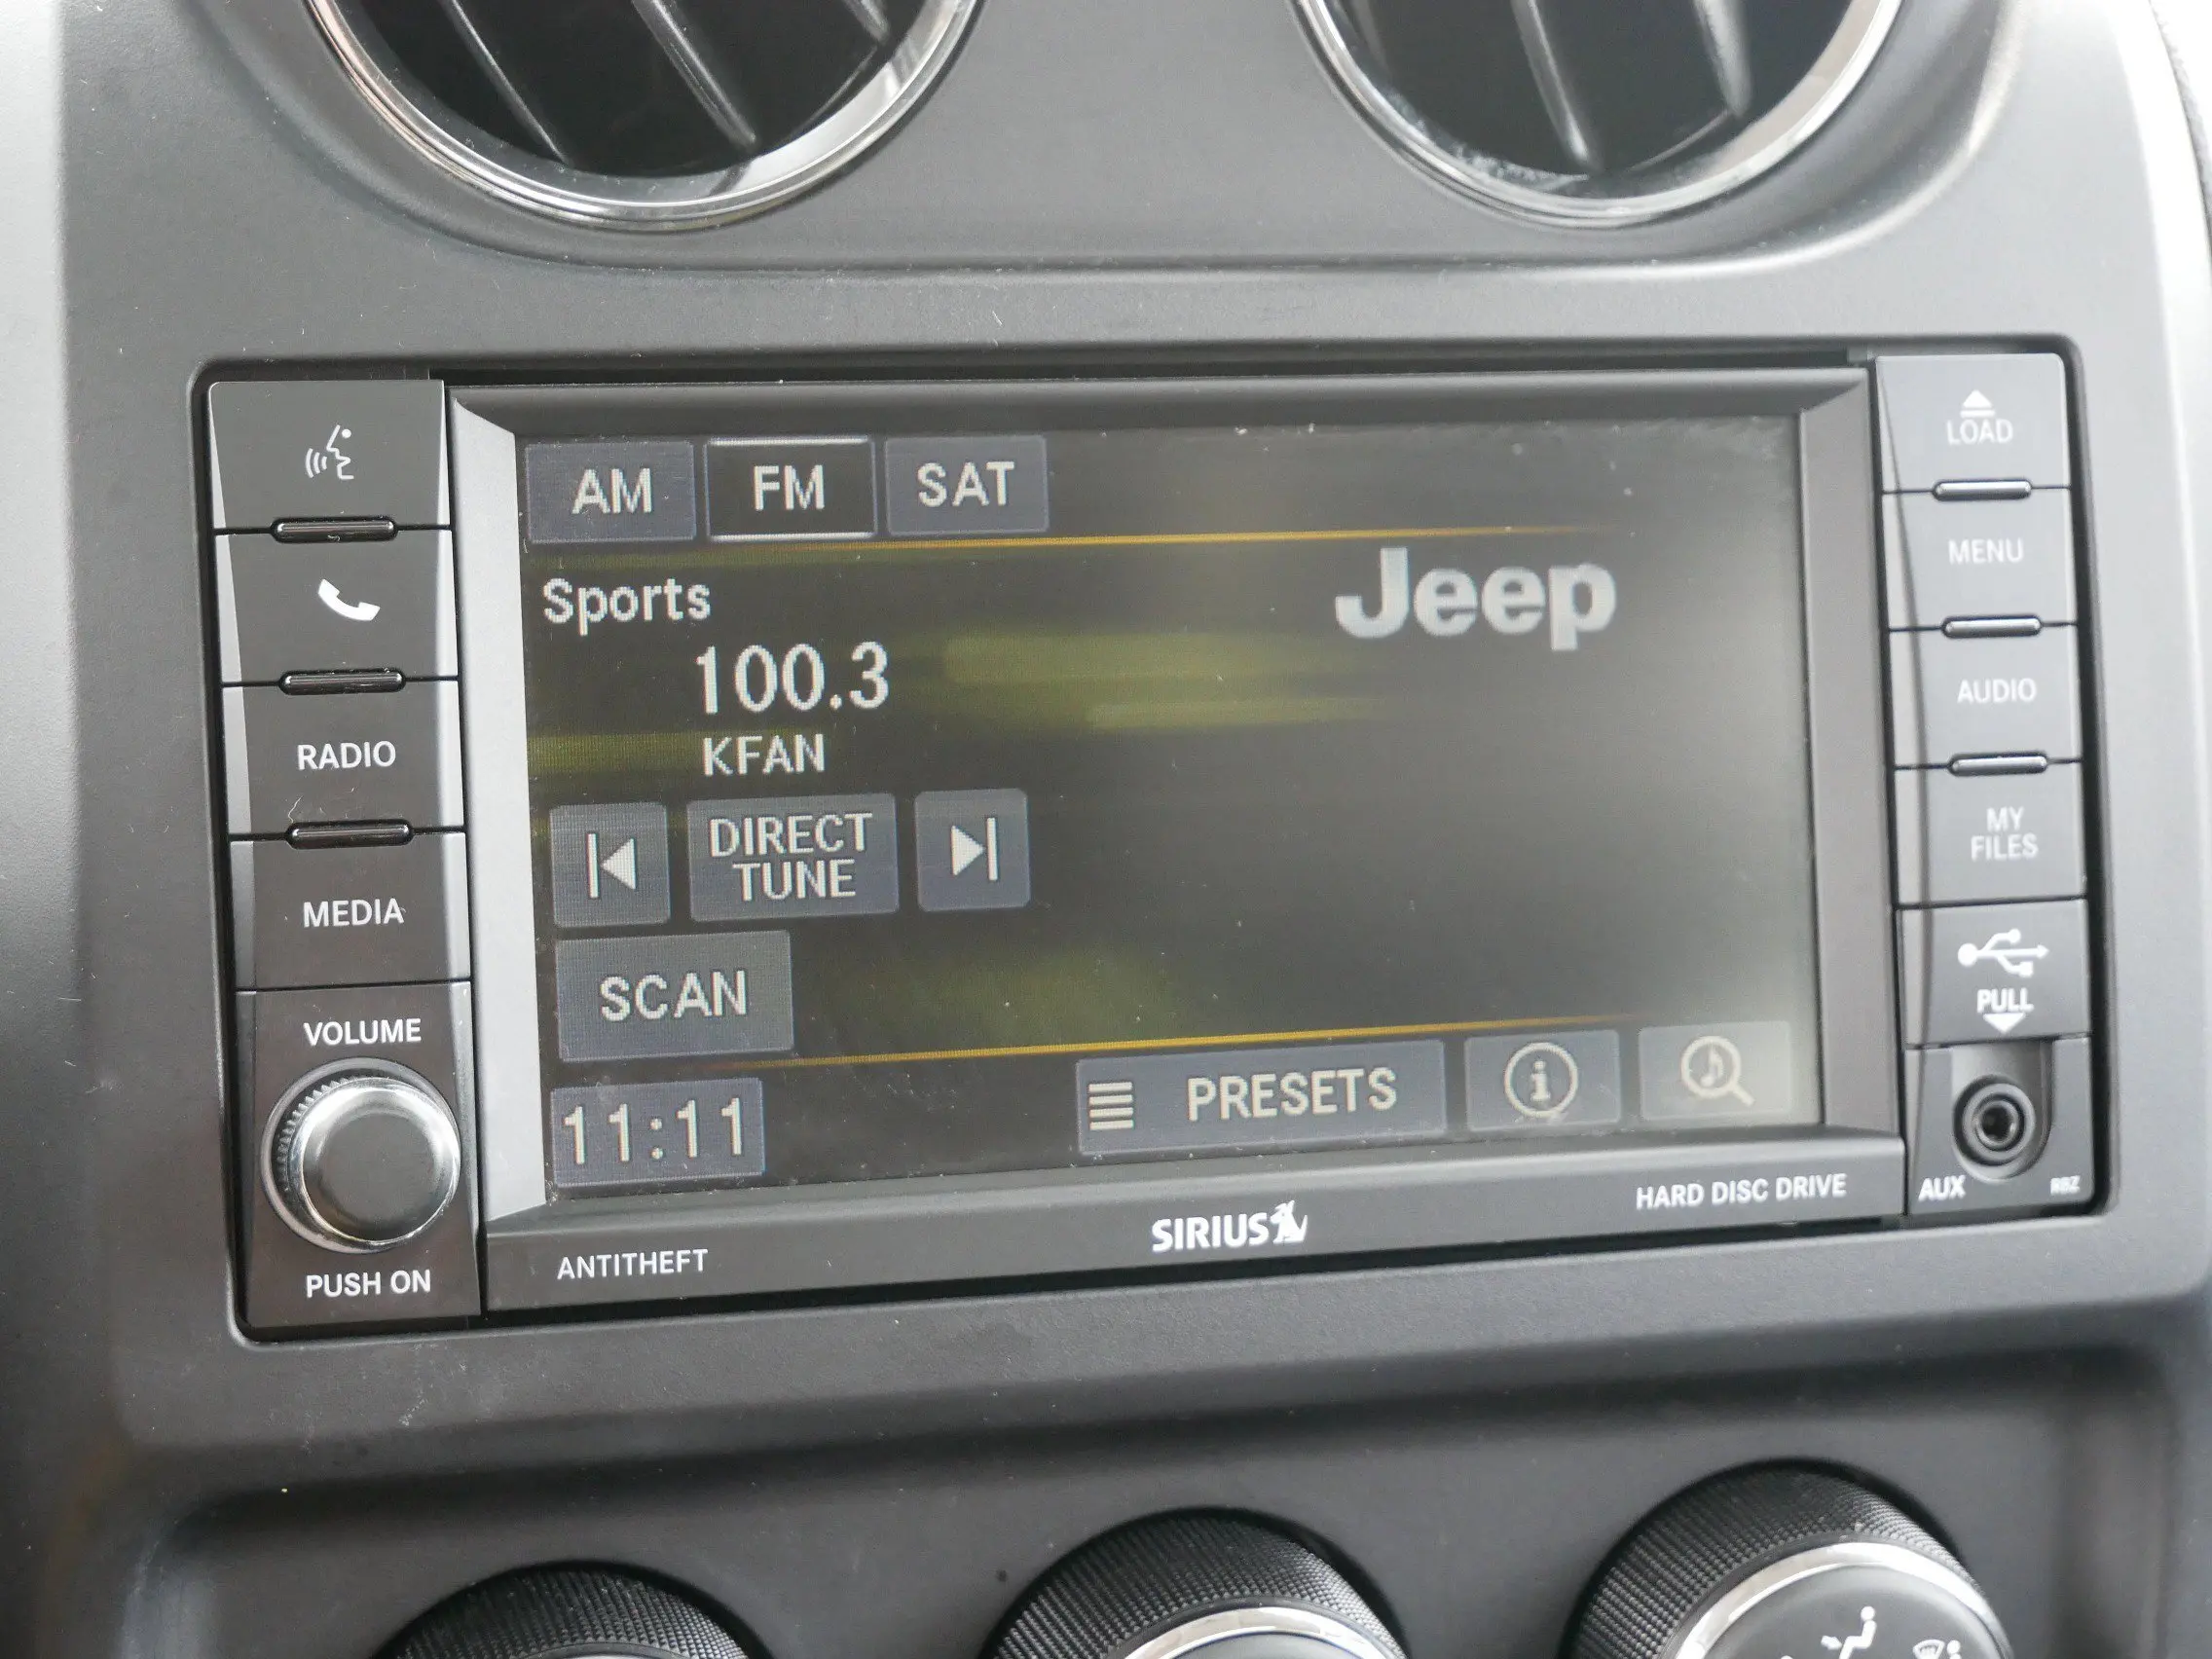 AM FM SAT
Sports
Jeep
100.3
KFAN
DIRECT
TUNE
SCAN
11:11
PRESETS
i
RADIO
MEDIA
VOLUME
PUSH ON
LOAD
MENU
AUDIO
MY
FILES
PULL
AUX
RBZ
ANTITHEFT
SIRIUS
HARD DISC DRIVE